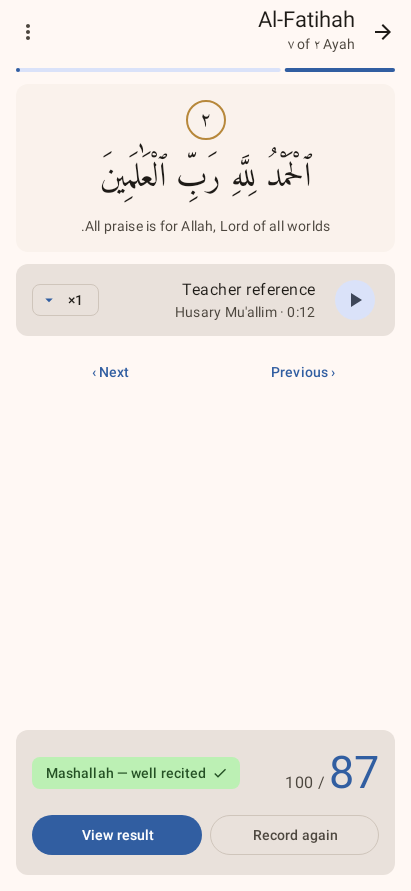 Al-Fatihah
٧ of ٢ Ayah
٢
ٱلْحَمْدُ لِلَّهِ رَبِّ ٱلْعَٰلَمِينَ
.All praise is for Allah, Lord of all worlds
Teacher reference
Husary Mu'allim · 0:12
×1
‹ Next
Previous ›
Mashallah — well recited ✓
100 / 87
View result
Record again